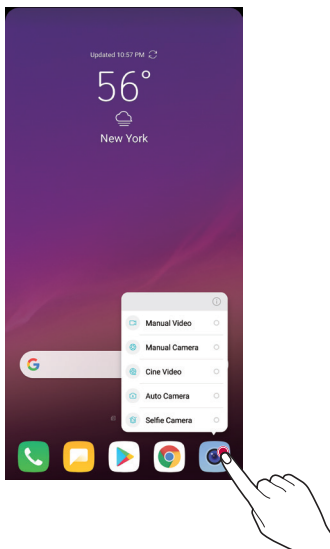 Updated 10:57 PM
56°
New York
G
Manual Video
Manual Camera
Cine Video
Auto Camera
Selfie Camera